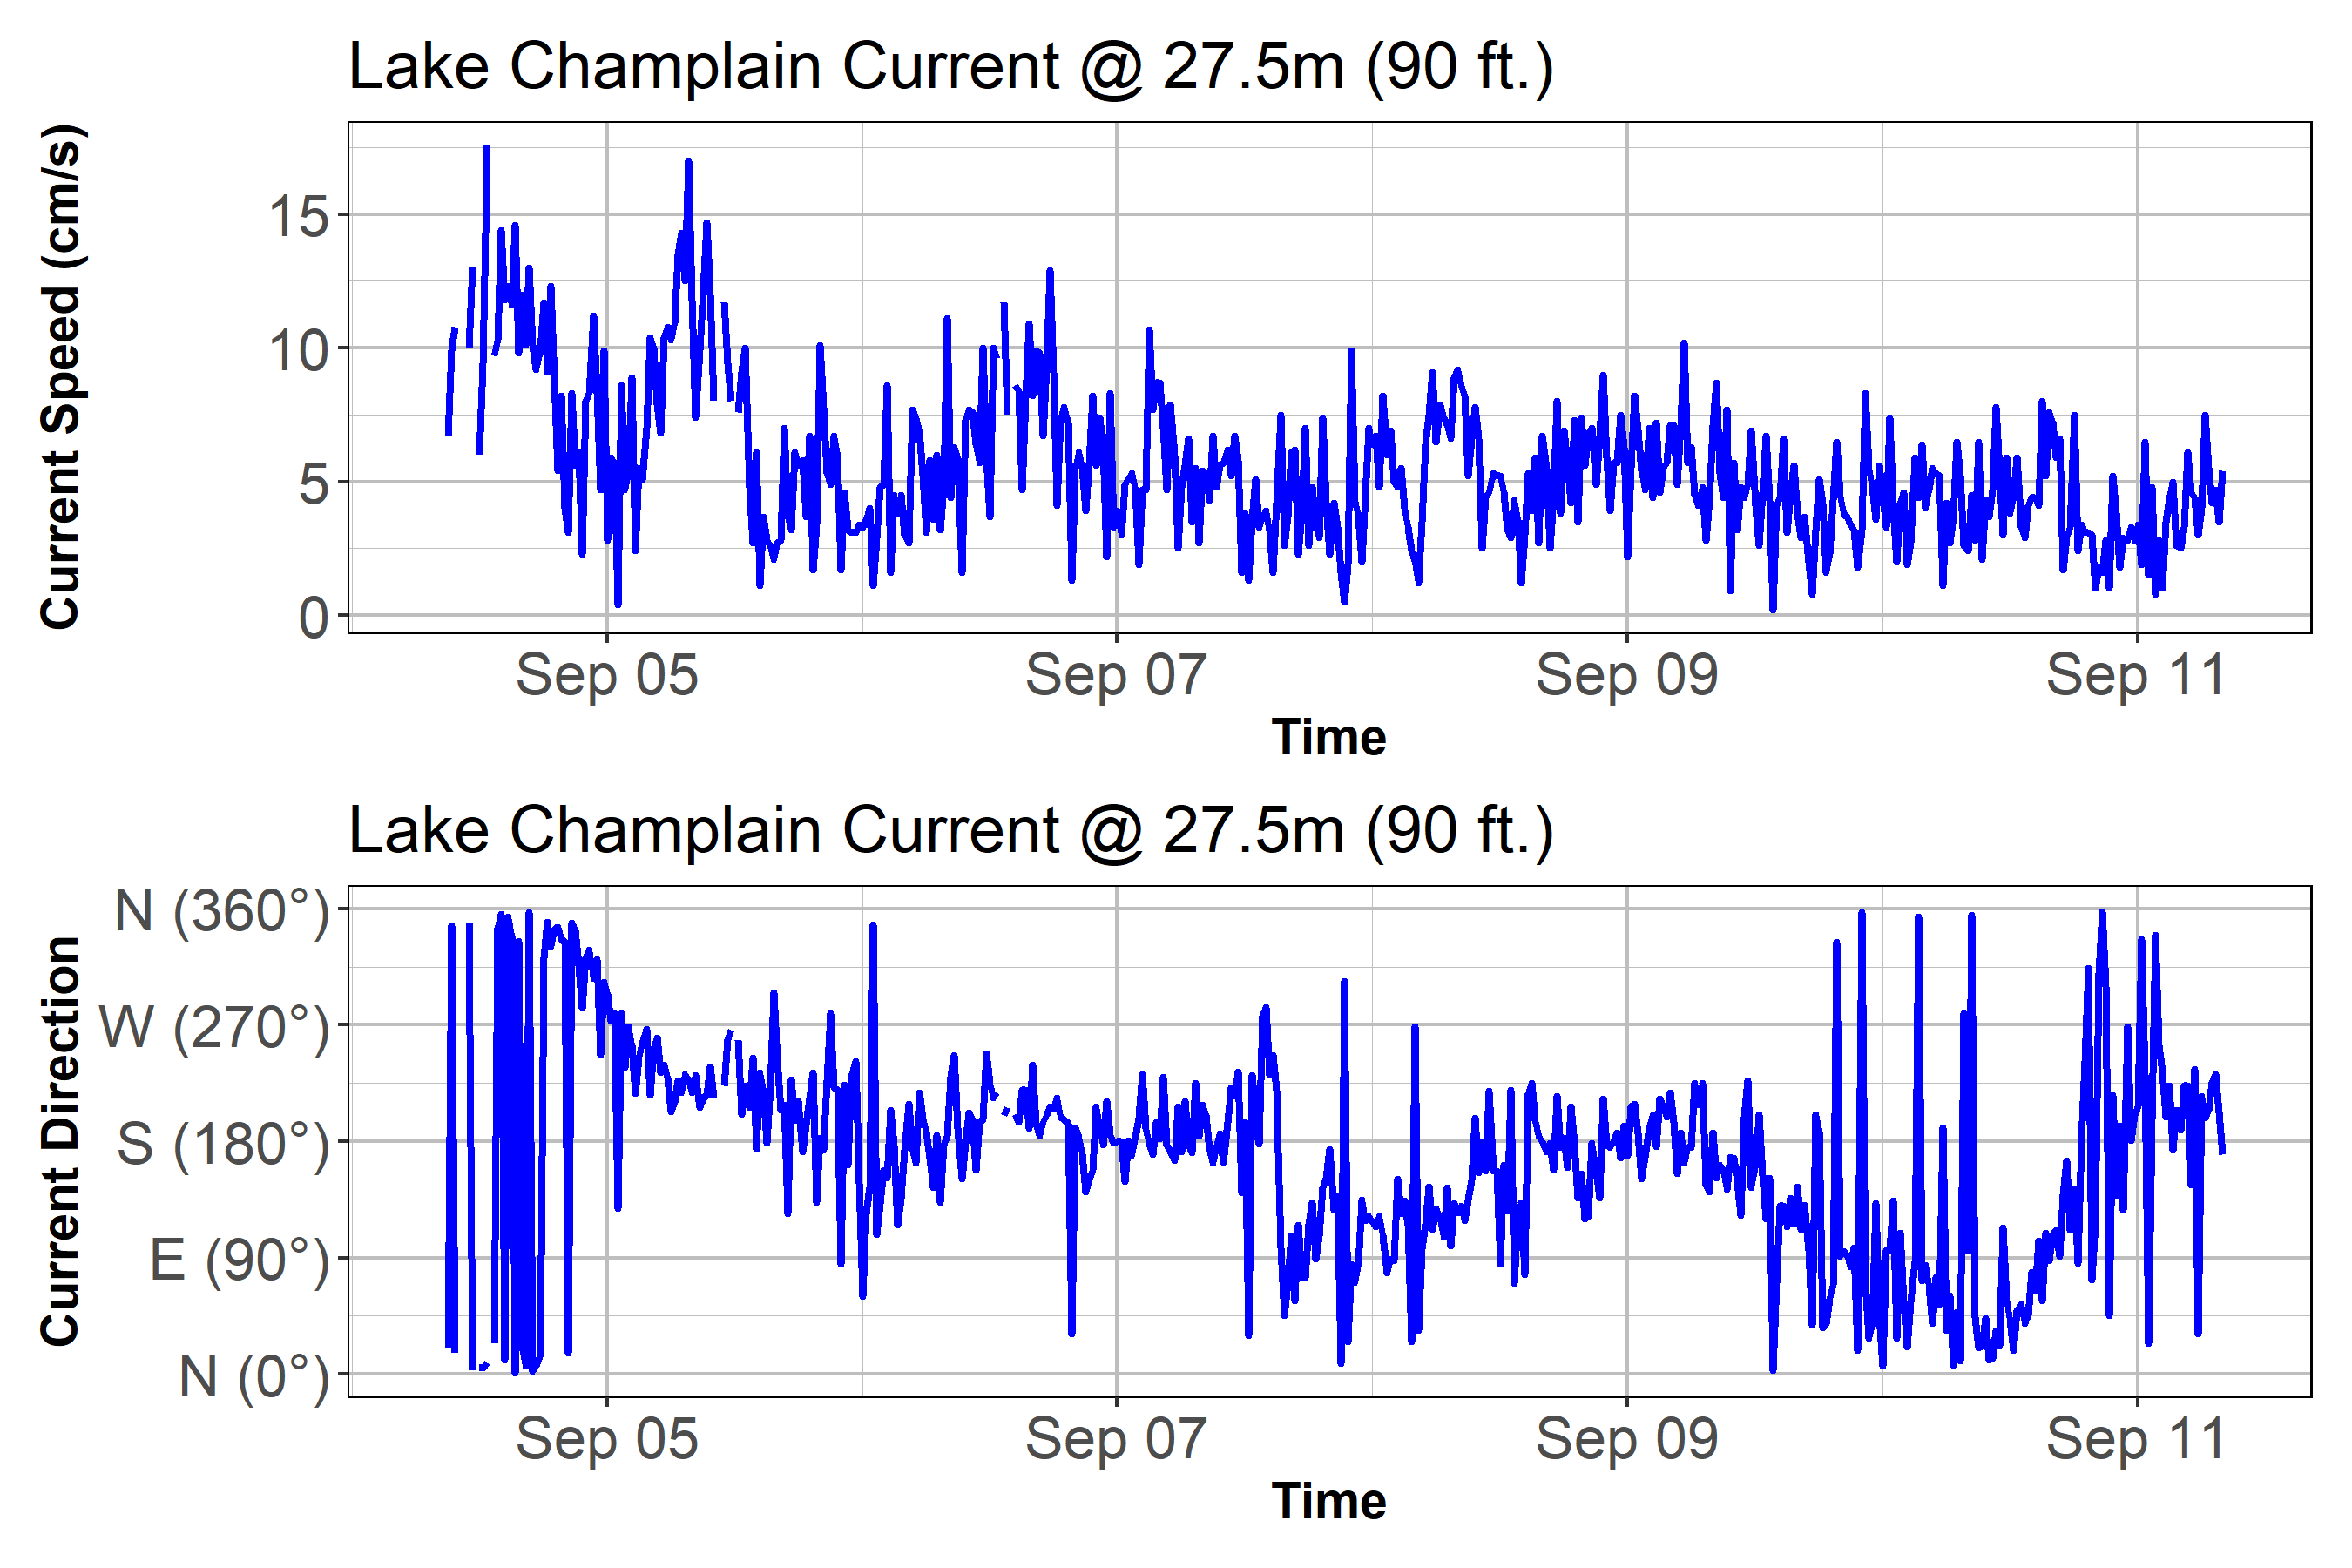 Lake Champlain Current @ 27.5m (90 ft.)
Current Speed (cm/s)
15
10
5
0
Sep 05 Sep 07 Sep 09 Sep 11
Time
Lake Champlain Current @ 27.5m (90 ft.)
Current Direction
N (360°)
W (270°)
S (180°)
E (90°)
N (0°)
Sep 05 Sep 07 Sep 09 Sep 11
Time